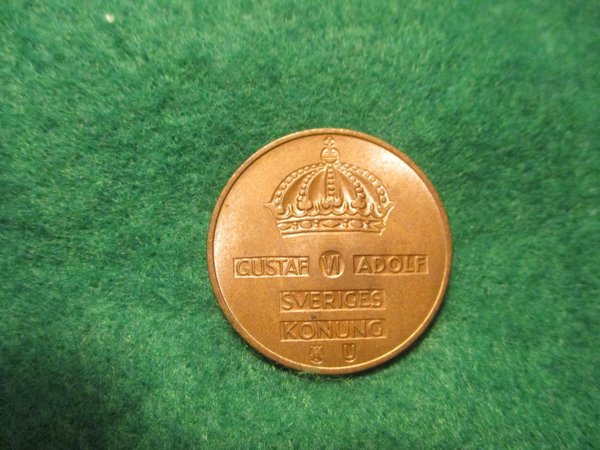 GUSTAF VI ADOLF
SVERIGES
KONUNG
U